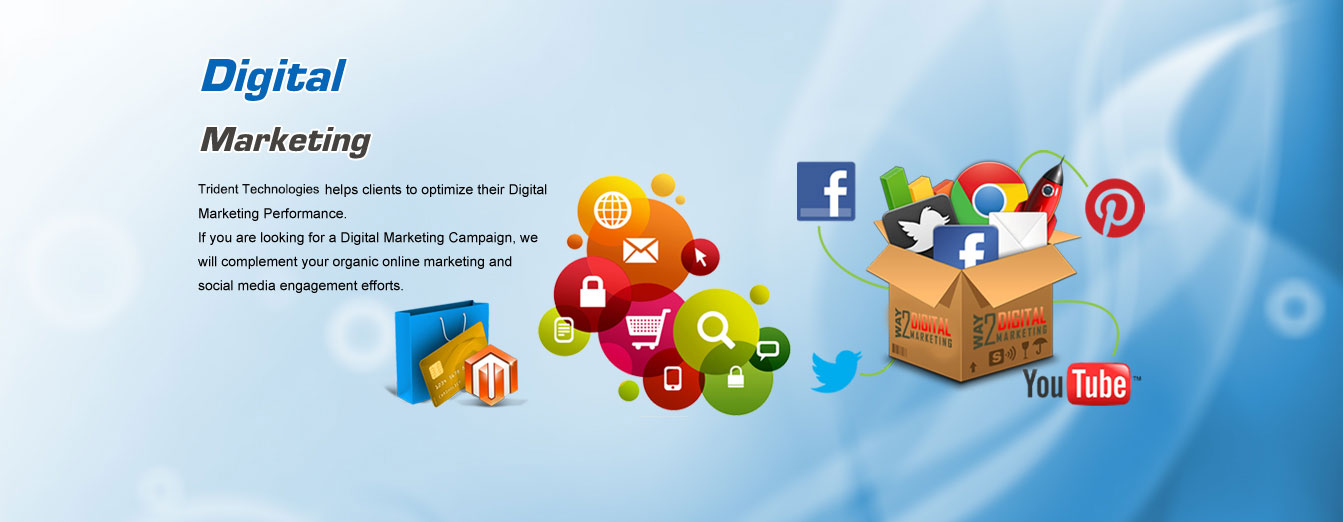 Digital
Marketing
Trident Technologies helps clients to optimize their Digital
Marketing Performance.
If you are looking for a Digital Marketing Campaign, we
will complement your organic online marketing and
social media engagement efforts.
WAY
2
DIGITAL
MARKETING
WAY
2
DIGITAL
MARKETING
YouTube™